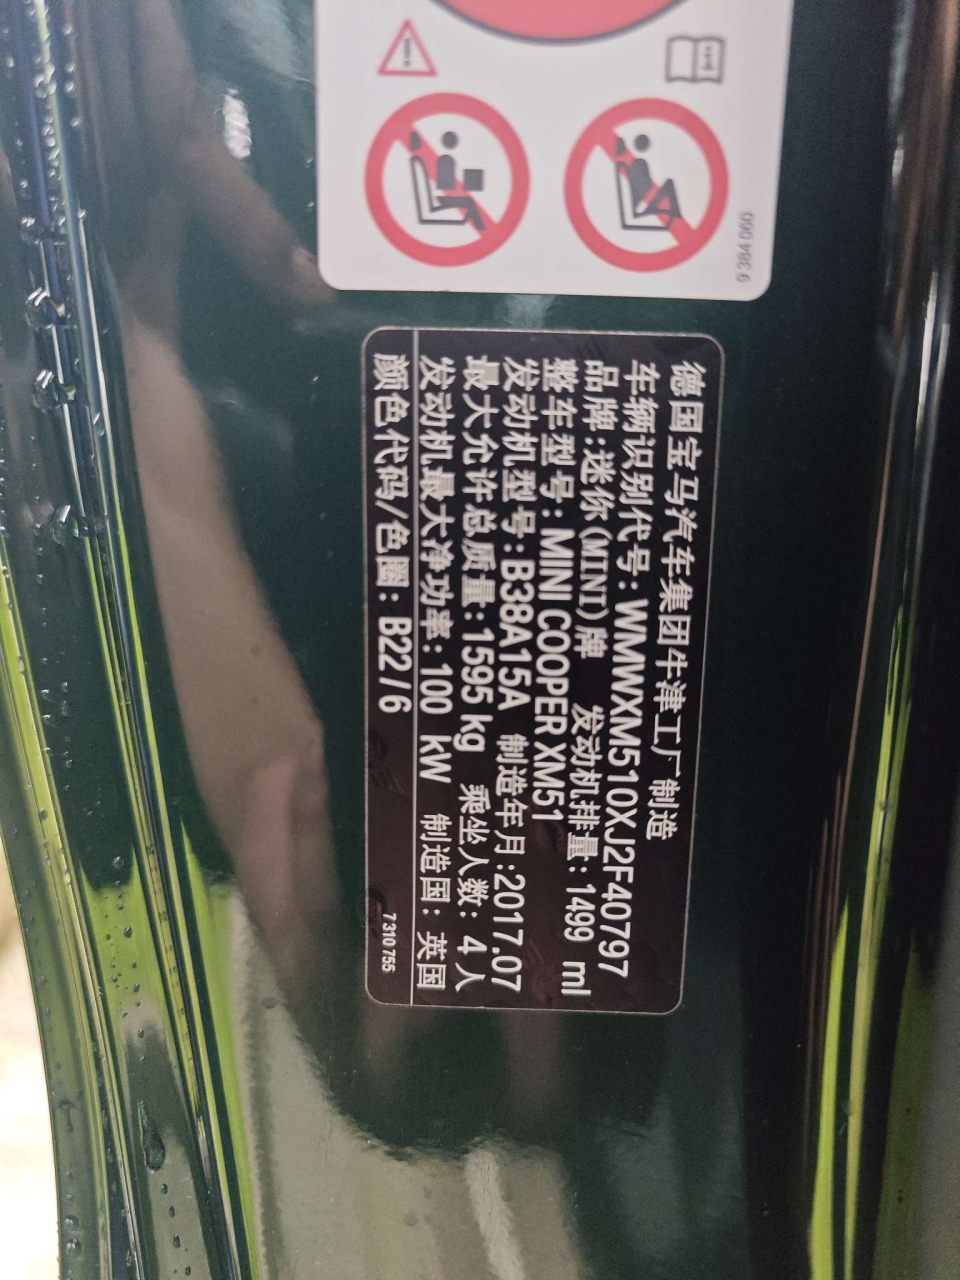 9 384 060
德国宝马汽车集团牛津工厂制造
车辆识别代号: WMWXM510XJ2F40797
品牌:迷你(MINI)牌 发动机排量: 1499 ml
整车型号: MINI COOPER XM51
发动机型号:B38A15A 制造年月:2017.07
最大允许总质量:1595 kg 乘坐人数: 4 人
发动机最大净功率: 100 kW 制造国: 英国
颜色代码/色圈: B22 / 6
7 310 755